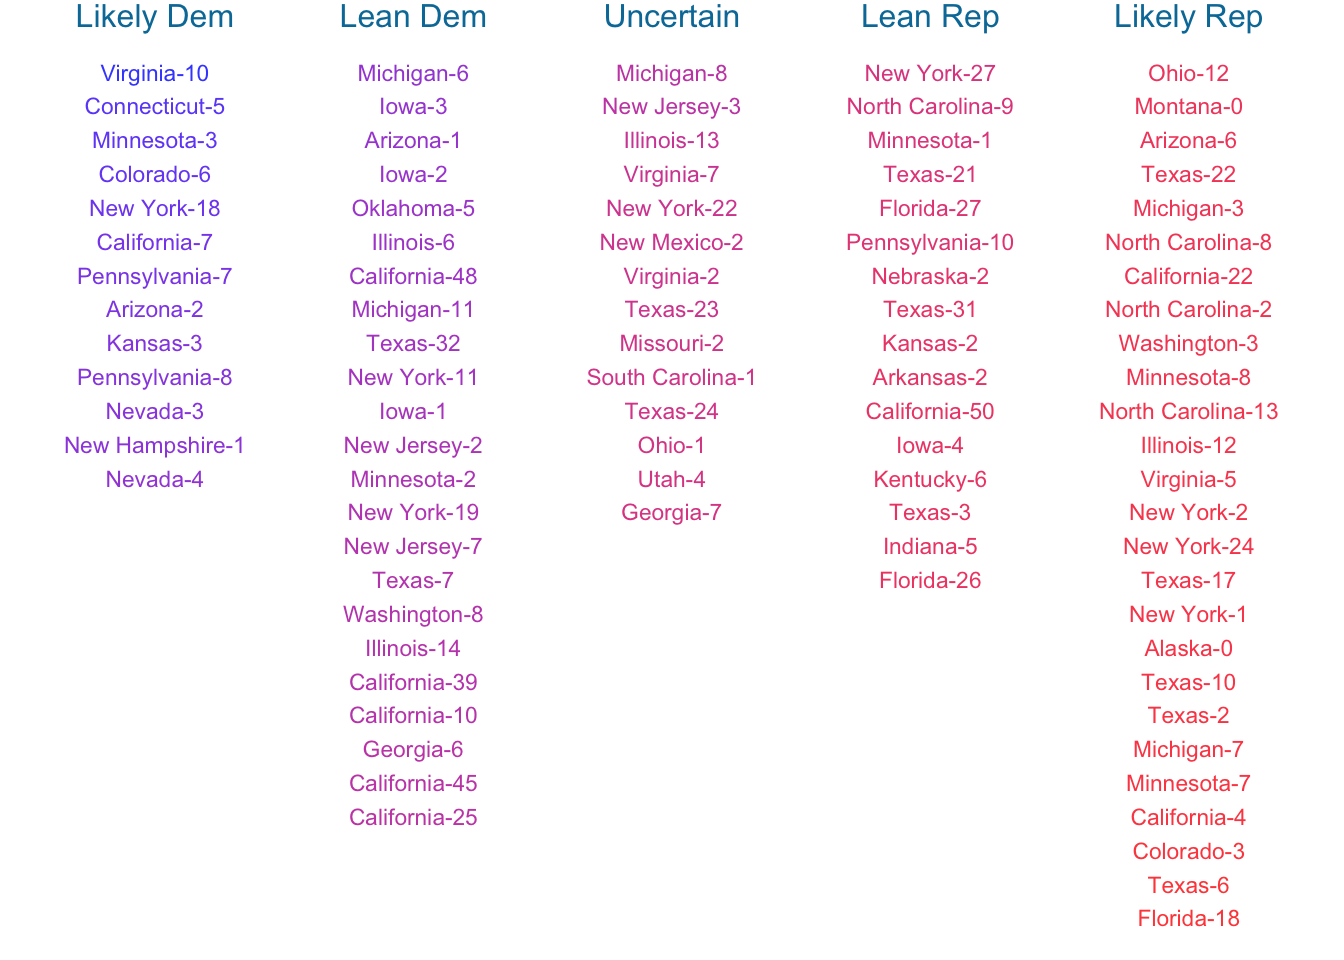 Likely Dem Lean Dem Uncertain Lean Rep Likely Rep
Virginia-10 Michigan-6 Michigan-8 New York-27 Ohio-12
Connecticut-5 Iowa-3 New Jersey-3 North Carolina-9 Montana-0
Minnesota-3 Arizona-1 Illinois-13 Minnesota-1 Arizona-6
Colorado-6 Iowa-2 Virginia-7 Texas-21 Texas-22
New York-18 Oklahoma-5 New York-22 Florida-27 Michigan-3
California-7 Illinois-6 New Mexico-2 Pennsylvania-10 North Carolina-8
Pennsylvania-7 California-48 Virginia-2 Nebraska-2 California-22
Arizona-2 Michigan-11 Texas-23 Texas-31 North Carolina-2
Kansas-3 Texas-32 Missouri-2 Kansas-2 Washington-3
Pennsylvania-8 New York-11 South Carolina-1 Arkansas-2 Minnesota-8
Nevada-3 Iowa-1 Texas-24 California-50 North Carolina-13
New Hampshire-1 New Jersey-2 Ohio-1 Iowa-4 Illinois-12
Nevada-4 Minnesota-2 Utah-4 Kentucky-6 Virginia-5
New York-19 Georgia-7 Texas-3 New York-2
New Jersey-7 Indiana-5 New York-24
Texas-7 Florida-26 Texas-17
Washington-8 New York-1
Illinois-14 Alaska-0
California-39 Texas-10
California-10 Texas-2
Georgia-6 Michigan-7
California-45 Minnesota-7
California-25 California-4
Colorado-3
Texas-6
Florida-18